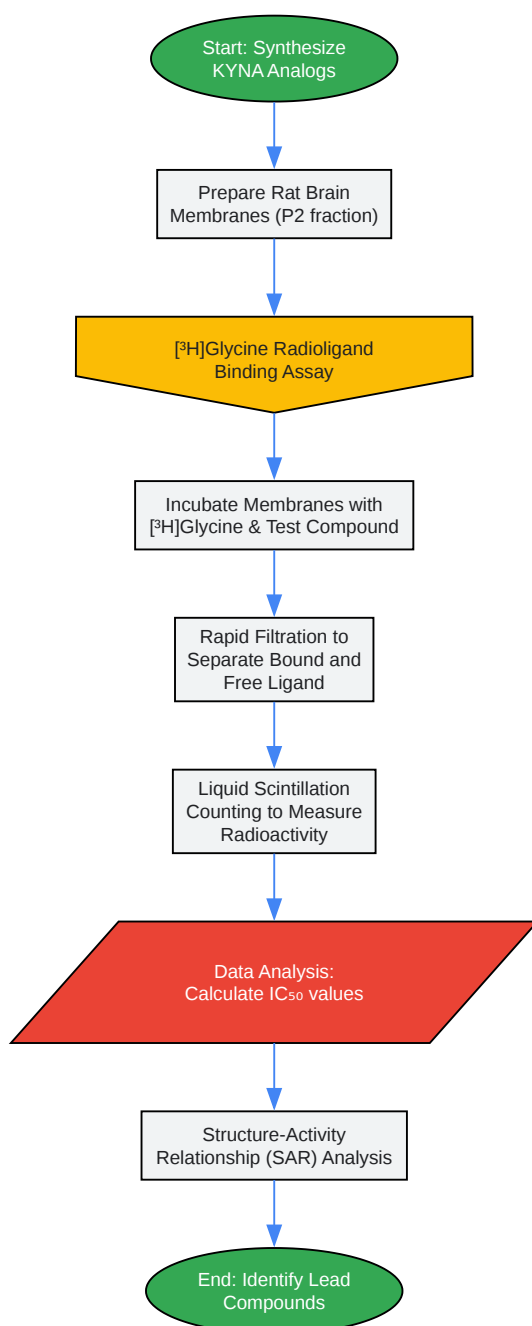 Start: Synthesize
KYNA Analogs
Prepare Rat Brain
Membranes (P2 fraction)
[³H]Glycine Radioligand
Binding Assay
Incubate Membranes with
[³H]Glycine & Test Compound
Rapid Filtration to
Separate Bound and
Free Ligand
Liquid Scintillation
Counting to Measure
Radioactivity
Data Analysis:
Calculate IC₅₀ values
Structure-Activity
Relationship (SAR) Analysis
End: Identify Lead
Compounds